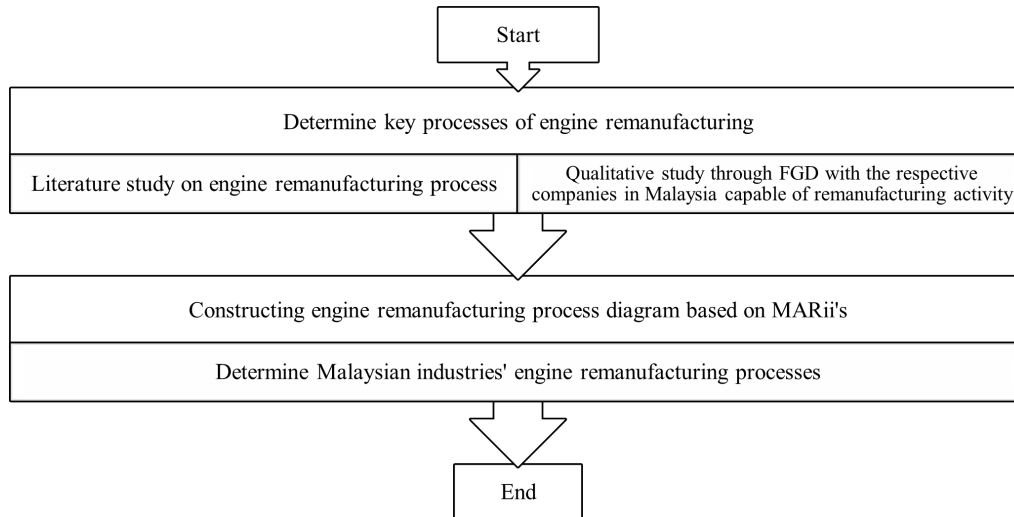 Start
Determine key processes of engine remanufacturing
Literature study on engine remanufacturing process
Qualitative study through FGD with the respective
companies in Malaysia capable of remanufacturing activity
Constructing engine remanufacturing process diagram based on MARii's
Determine Malaysian industries' engine remanufacturing processes
End